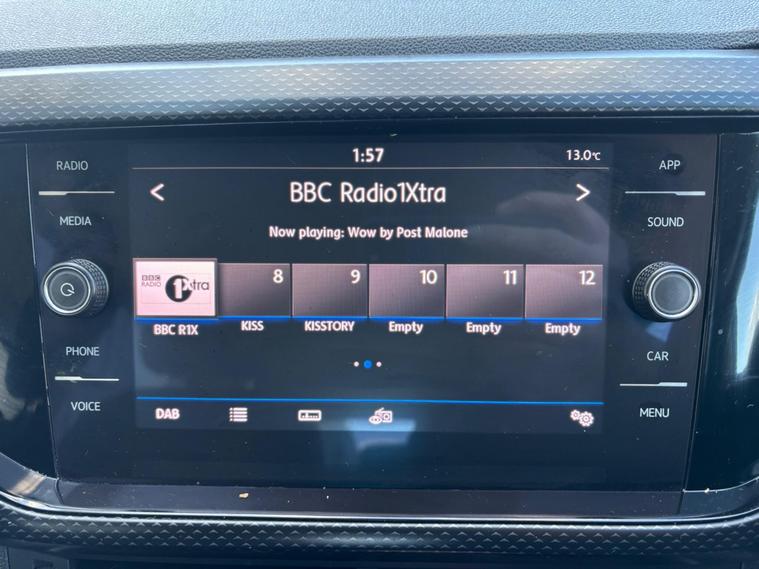 1:57 13.0°C
RADIO
MEDIA
PHONE
VOICE
BBC Radio1Xtra
Now playing: Wow by Post Malone
BBC RADIO 1Xtra 8 9 10 11 12
BBC R1X KISS KISSTORY Empty Empty Empty
DAB
APP
SOUND
CAR
MENU